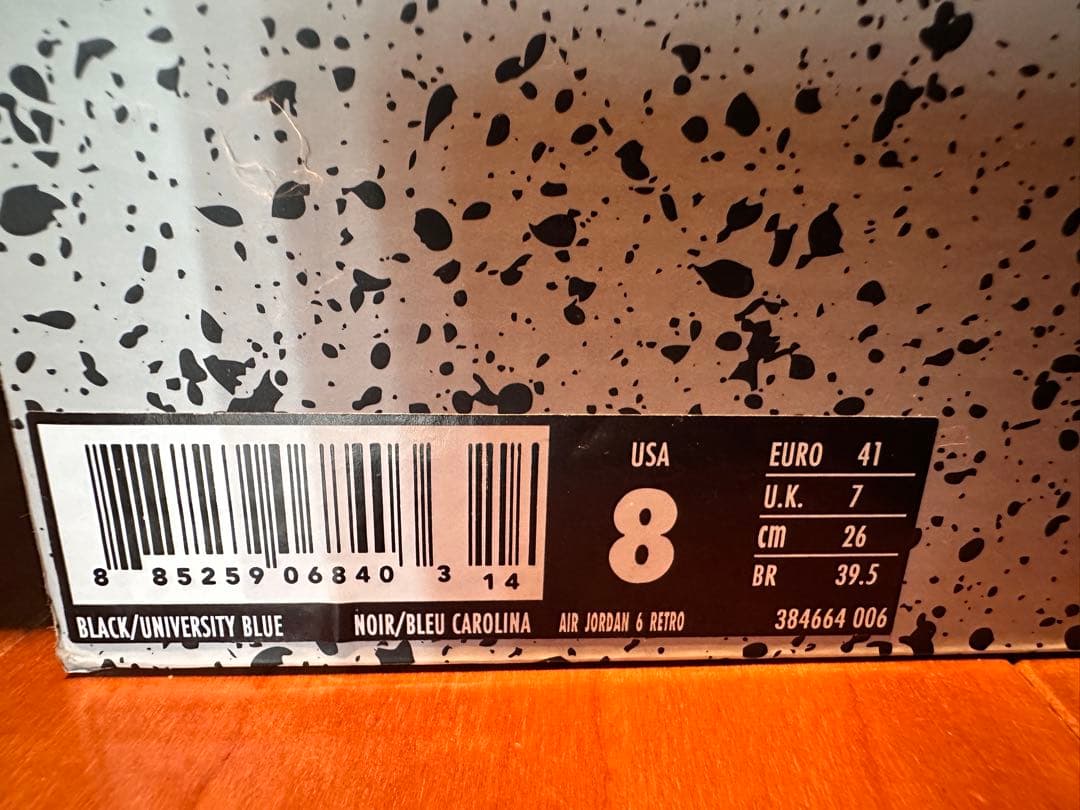 8 85259 06840 3 14
USA
8
EURO 41
U.K. 7
cm 26
BR 39.5
BLACK/UNIVERSITY BLUE NOIR/BLEU CAROLINA AIR JORDAN 6 RETRO 384664 006